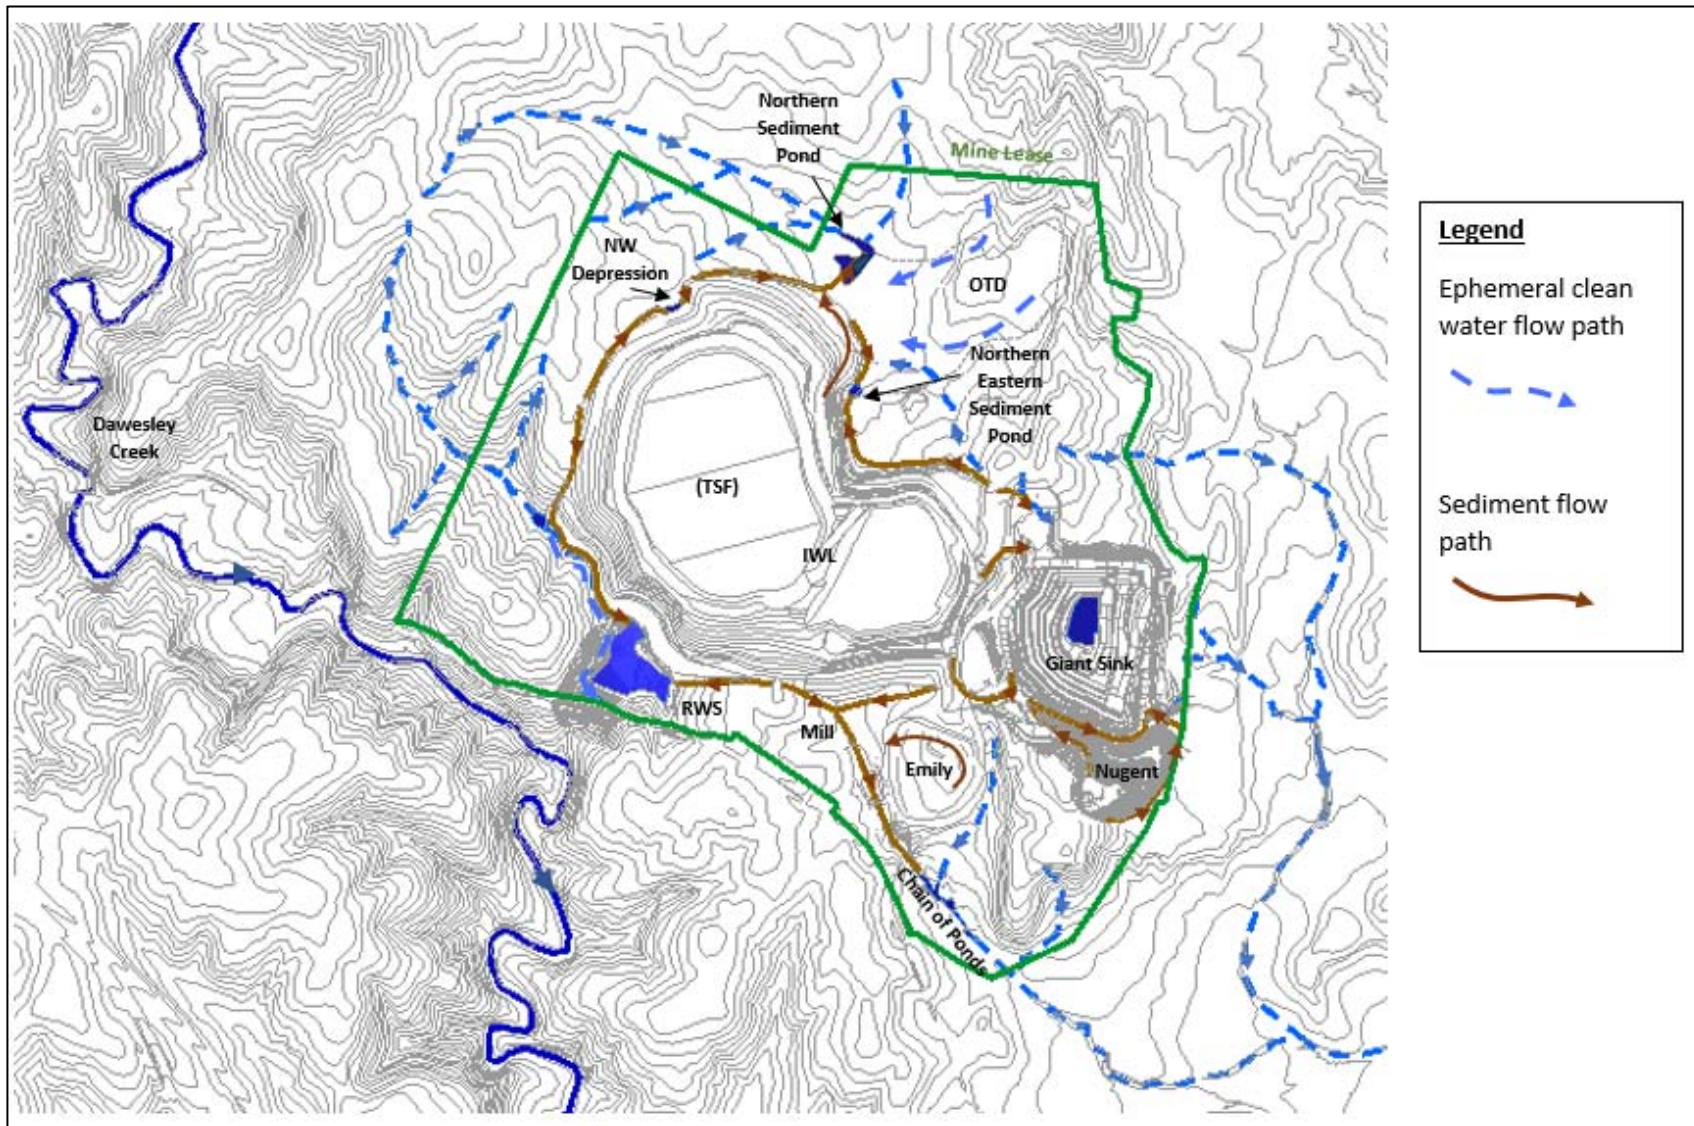 Northern
Sediment
Pond
Mine Lease
NW
Depression
OTD
Northern
Eastern
Sediment
Pond
Dawesley
Creek
(TSF)
IWL
Giant Sink
RWS
Mill
Emily
Nugent
Chain of Ponds
Legend
Ephemeral clean
water flow path
Sediment flow
path